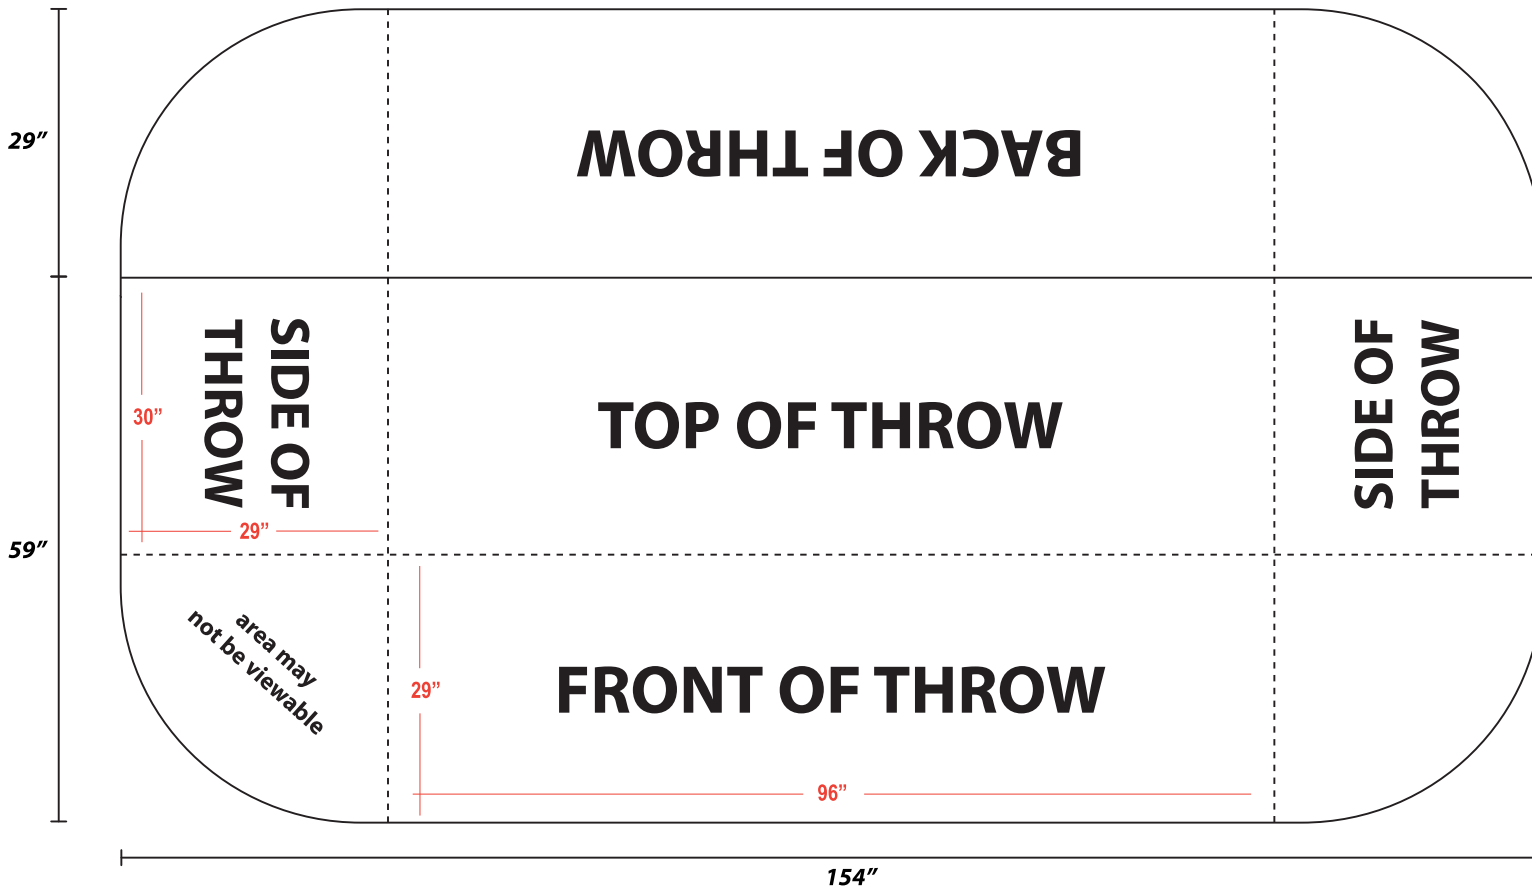 29”
BACK OF THROW
SIDE OF
THROW
30”
29”
TOP OF THROW
SIDE OF
THROW
59”
area may
not be viewable
29”
FRONT OF THROW
96”
154”